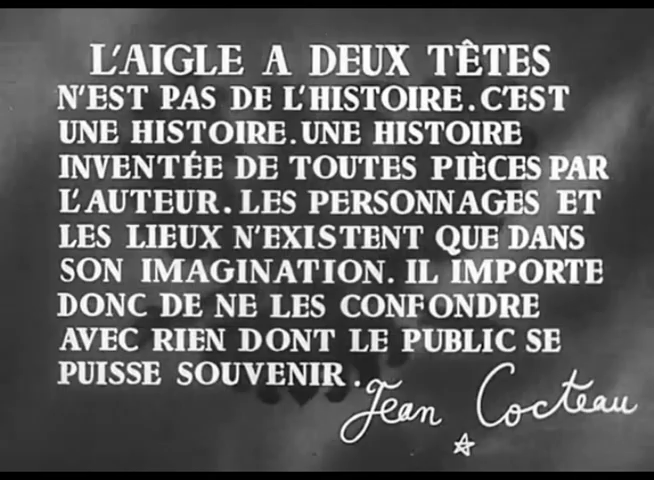 L'AIGLE A DEUX TÊTES
N'EST PAS DE L'HISTOIRE. C'EST
UNE HISTOIRE. UNE HISTOIRE
INVENTÉE DE TOUTES PIÈCES PAR
L'AUTEUR. LES PERSONNAGES ET
LES LIEUX N'EXISTENT QUE DANS
SON IMAGINATION. IL IMPORTE
DONC DE NE LES CONFONDRE
AVEC RIEN DONT LE PUBLIC SE
PUISSE SOUVENIR.
Jean Cocteau